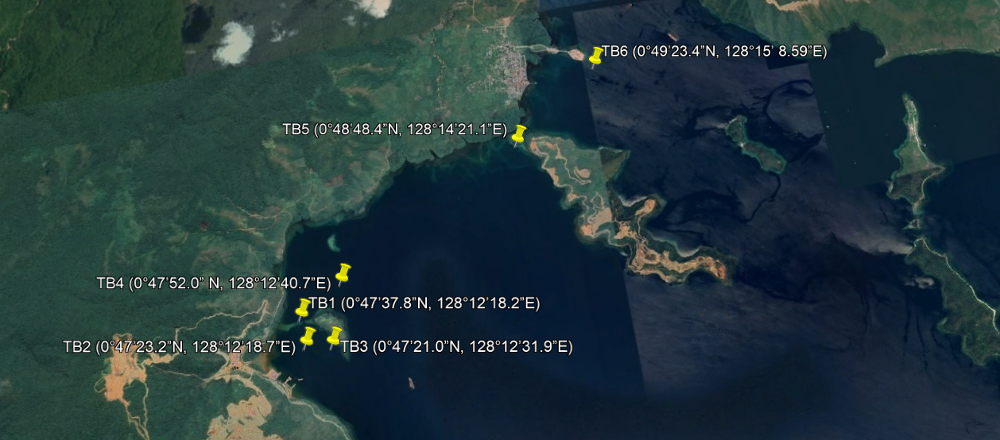 TB6 (0°49’23.4”N, 128°15’ 8.59”E)
TB5 (0°48’48.4”N, 128°14’21.1”E)
TB4 (0°47’52.0” N, 128°12’40.7”E)
TB1 (0°47’37.8”N, 128°12’18.2”E)
TB2 (0°47’23.2”N, 128°12’18.7”E)
TB3 (0°47’21.0”N, 128°12’31.9”E)